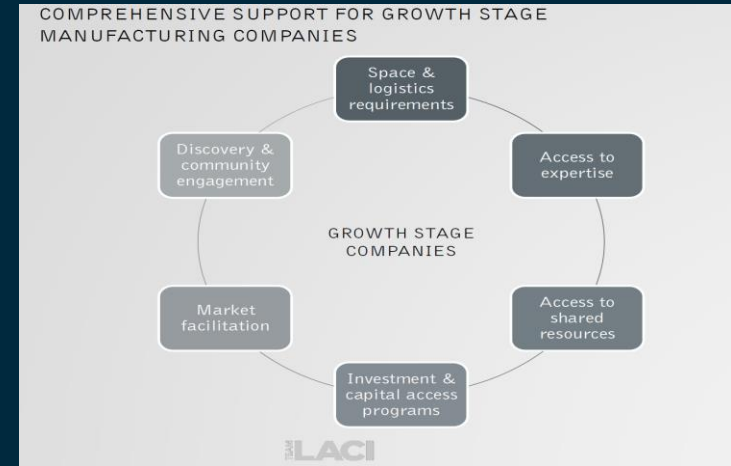 COMPREHENSIVE SUPPORT FOR GROWTH STAGE
MANUFACTURING COMPANIES
Space &
logistics
requirements
Access to
expertise
Access to
shared
resources
Investment &
capital access
programs
Market
facilitation
Discovery &
community
engagement
GROWTH STAGE
COMPANIES
TEAM
LACI